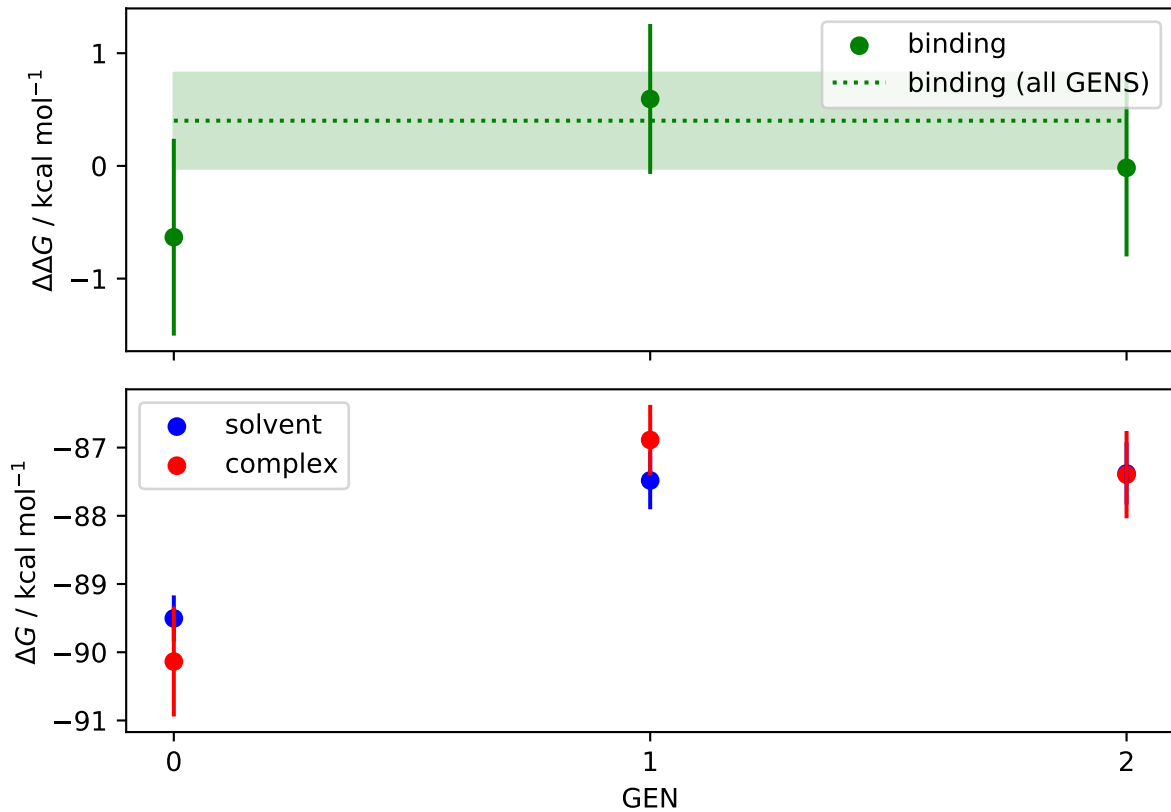 1
0
−1
ΔΔG / kcal mol⁻¹
binding
binding (all GENS)
−87
−88
−89
−90
−91
ΔG / kcal mol⁻¹
solvent
complex
0
1
2
GEN